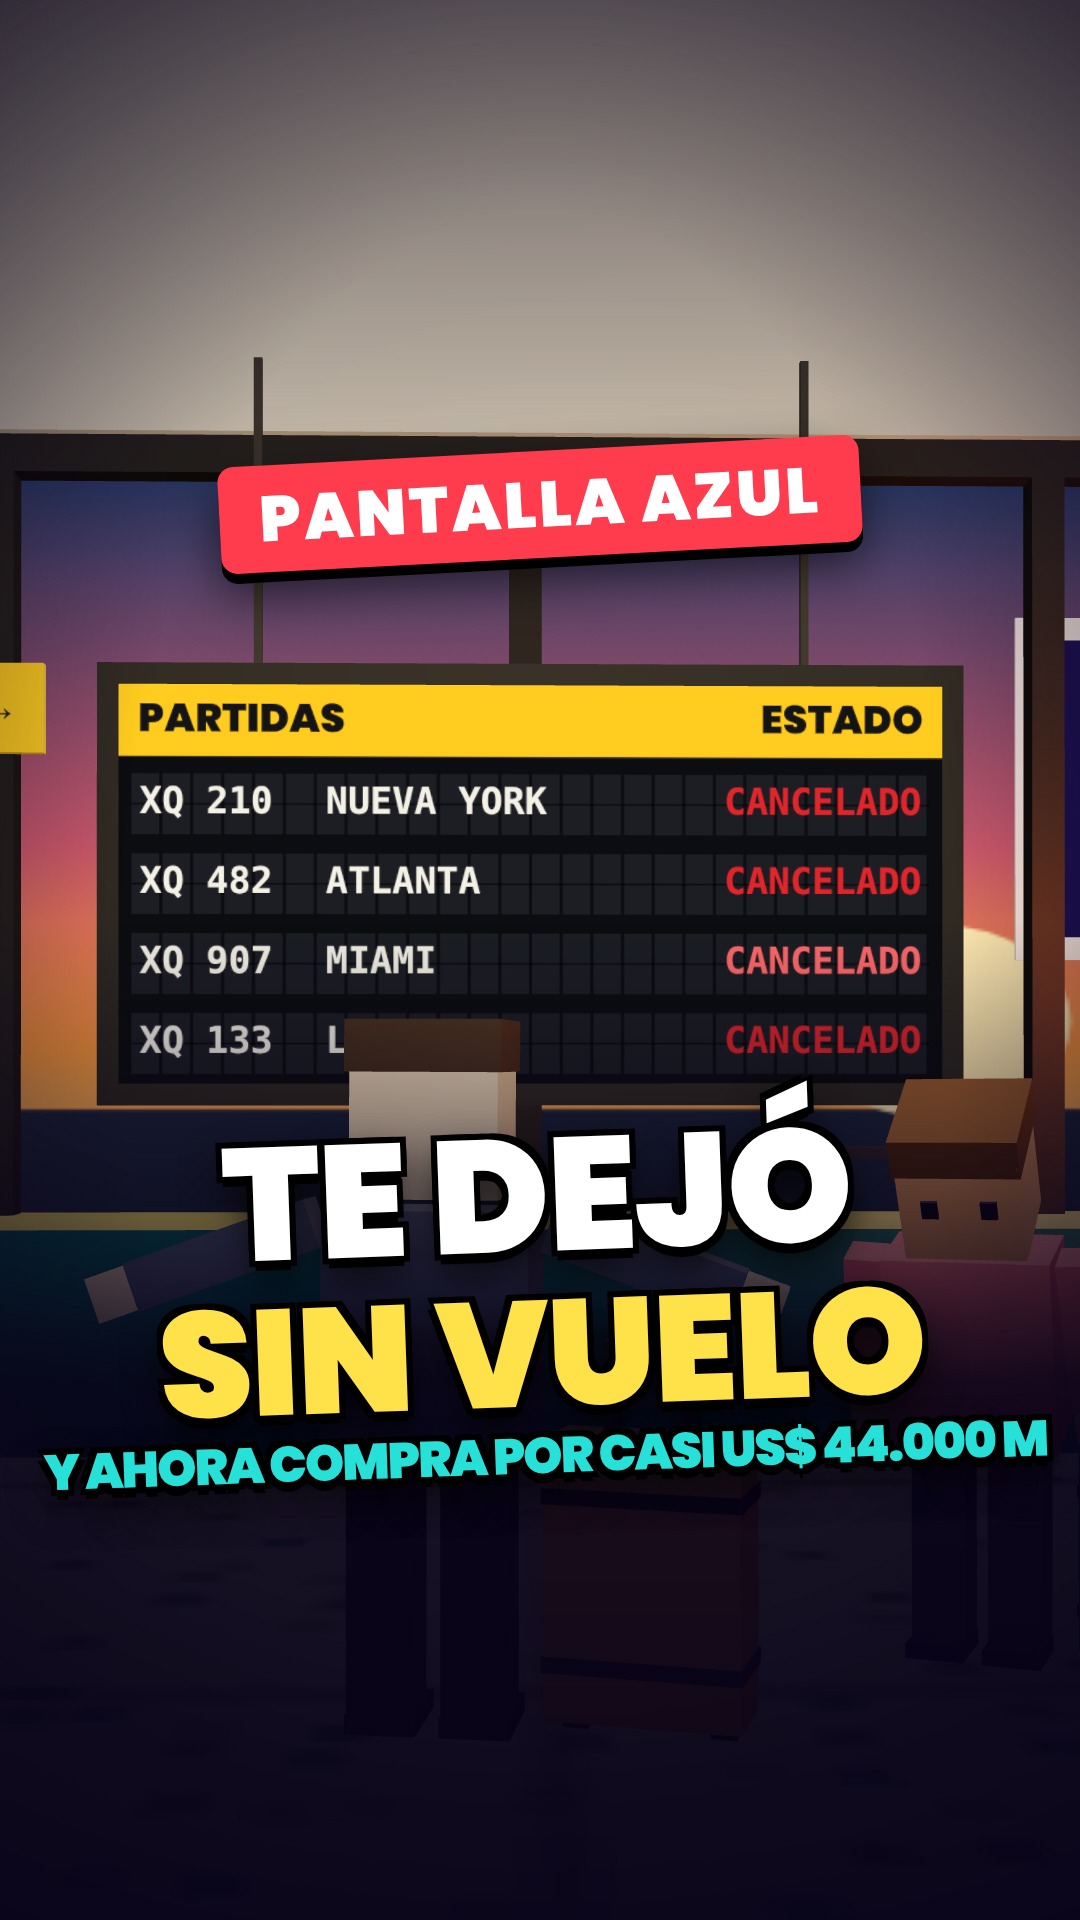 PANTALLA AZUL
→
PARTIDAS ESTADO
XQ 210 NUEVA YORK CANCELADO
XQ 482 ATLANTA CANCELADO
XQ 907 MIAMI CANCELADO
XQ 133 L CANCELADO
TE DEJÓ
SIN VUELO
Y AHORA COMPRA POR CASI US$ 44.000 M